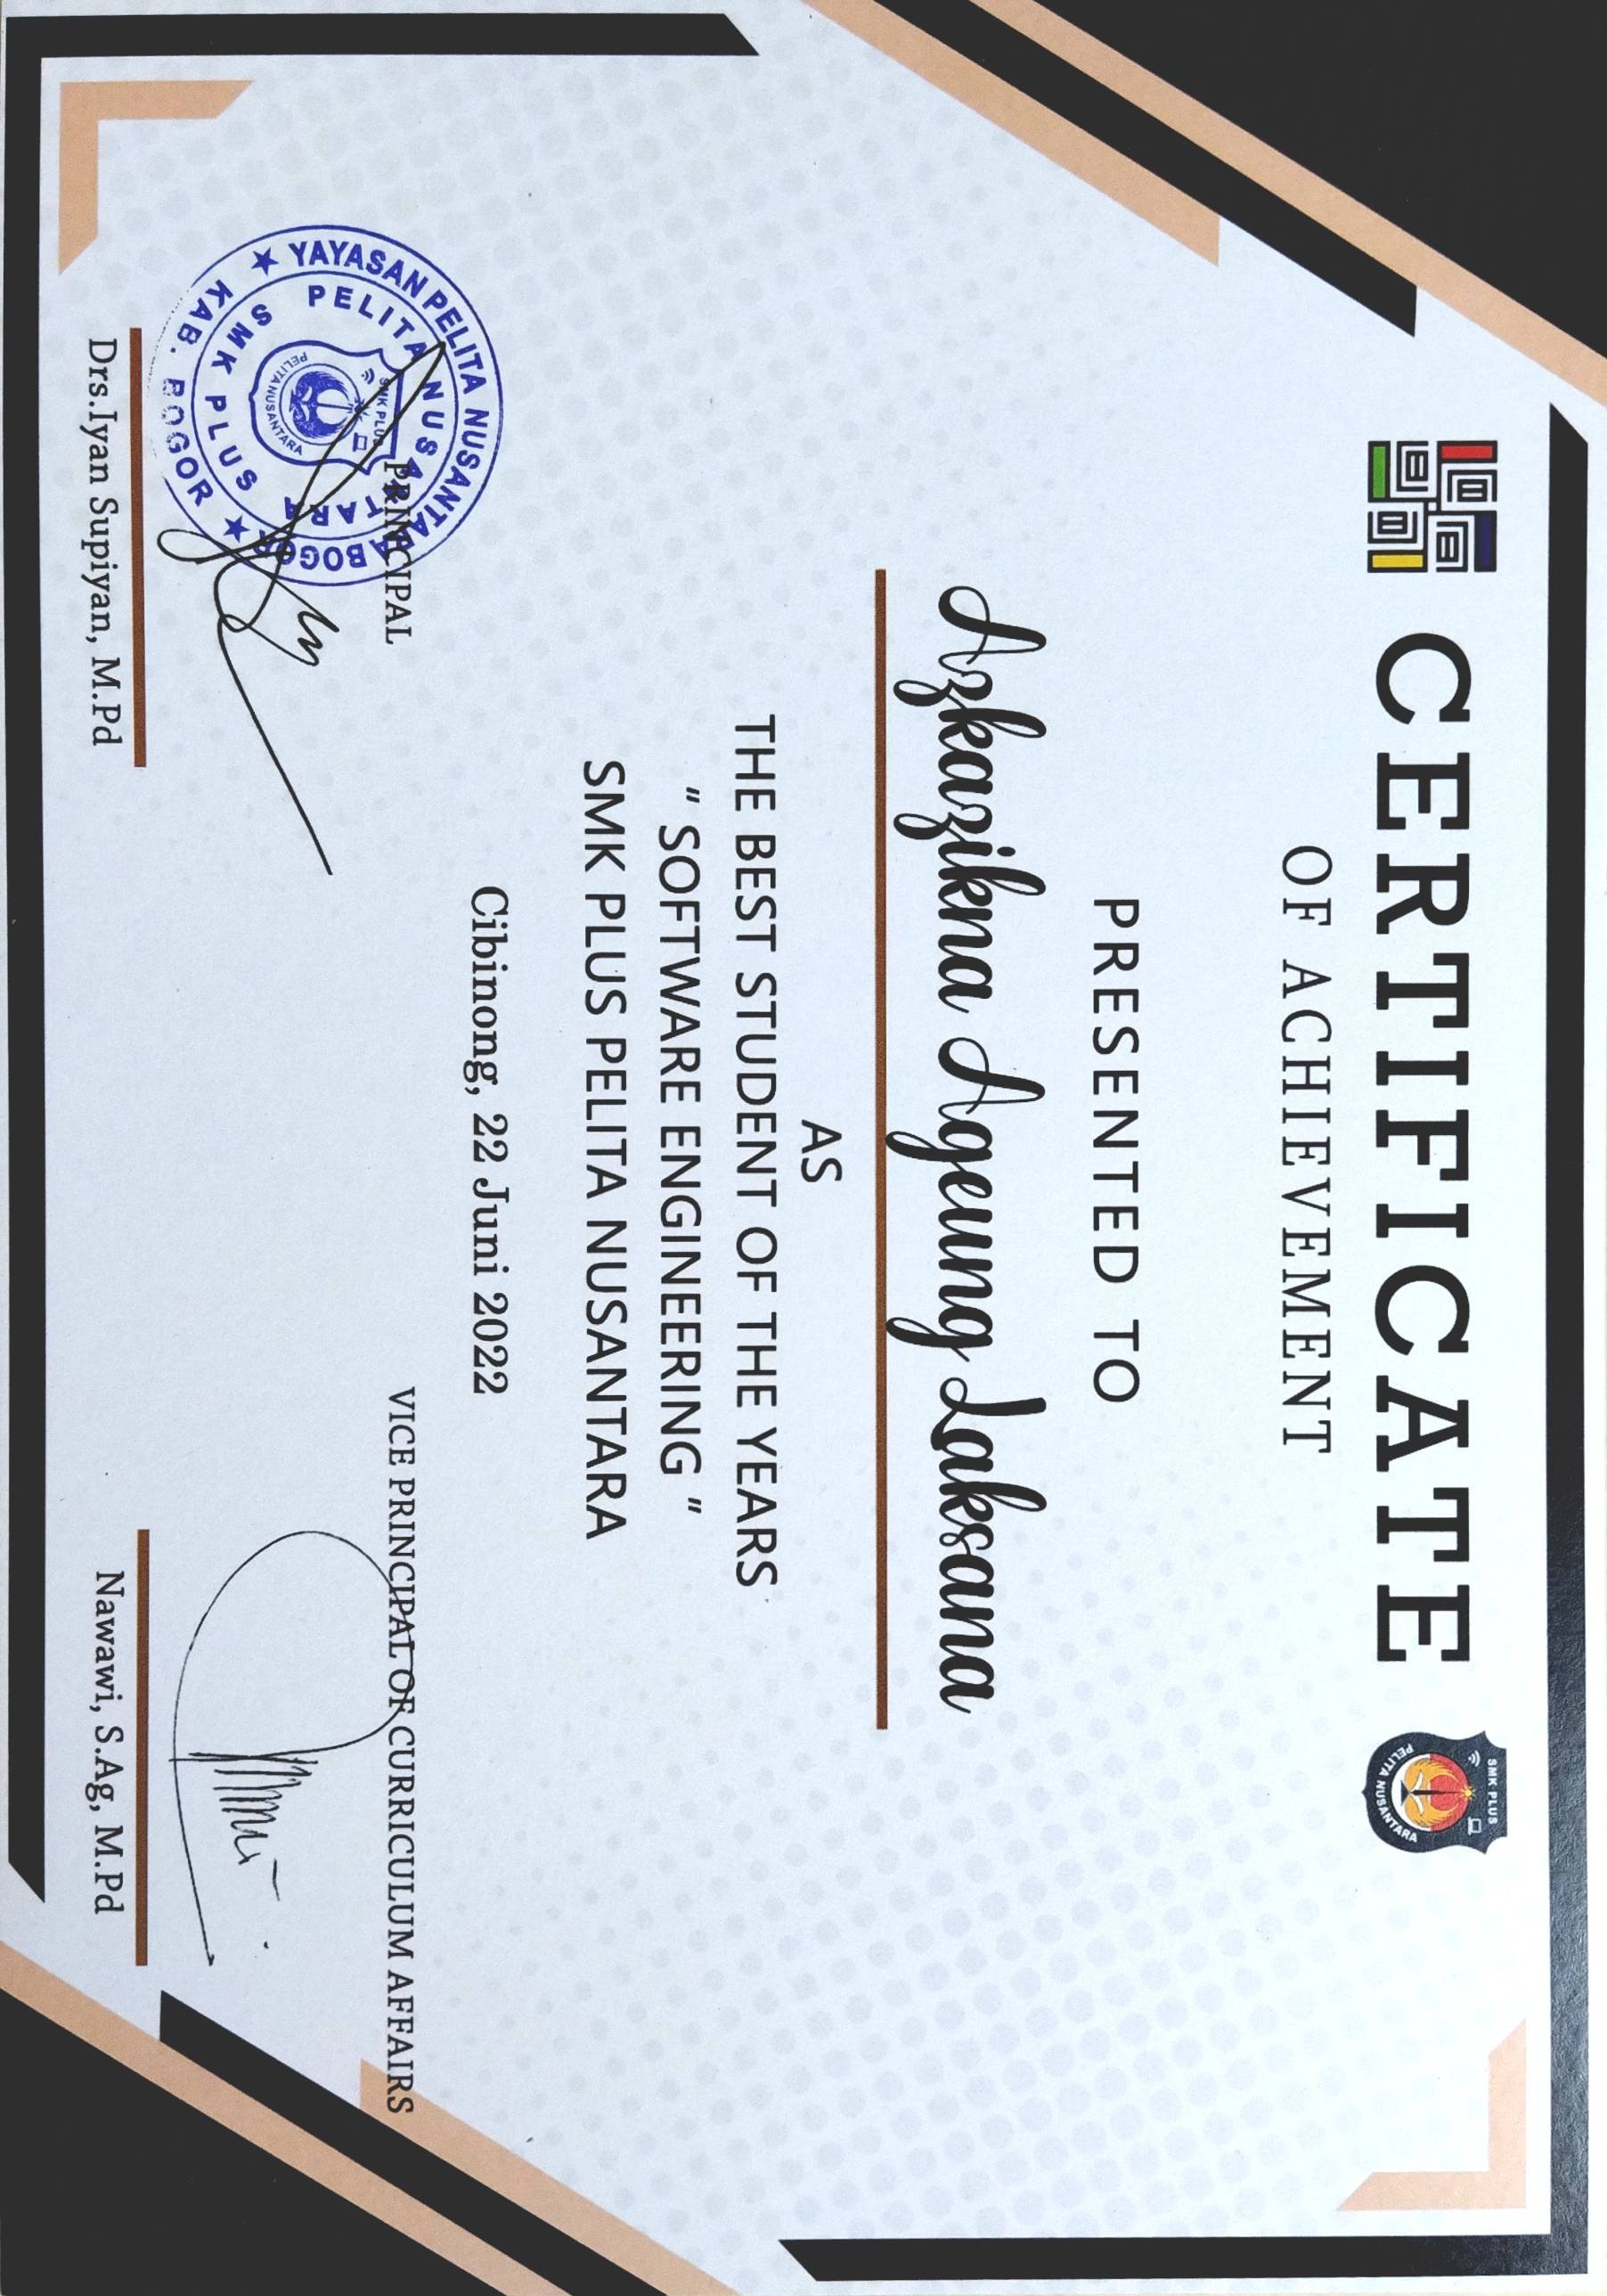 CERTIFICATE
SMK PLUS
PELITA NUSANTARA
OF ACHIEVEMENT
PRESENTED TO
Azkazikna Ageung Laksana
AS
THE BEST STUDENT OF THE YEARS
" SOFTWARE ENGINEERING "
SMK PLUS PELITA NUSANTARA
Cibinong, 22 Juni 2022
PRINCIPAL
YAYASAN PELITA NUSANTARA BOGOR
KAB. BOGOR
PELITA NUSANTARA
SMK PLUS
SMK PLUS
PELITA NUSANTARA
Drs.Iyan Supiyan, M.Pd
VICE PRINCIPAL OF CURRICULUM AFFAIRS
Nawawi, S.Ag, M.Pd